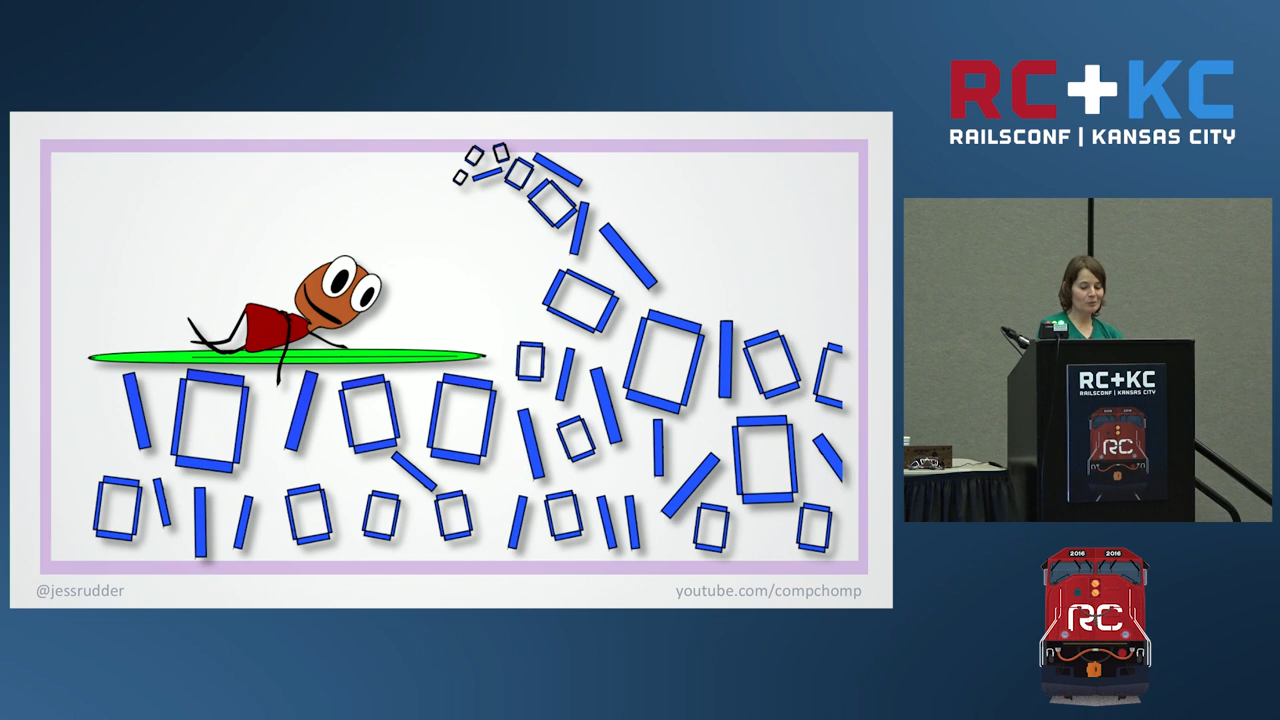 RC+KC
RAILSCONF | KANSAS CITY
@jessrudder
youtube.com/compchomp
RC+KC
RAILSCONF | KANSAS CITY
RC
2016
2016
RC